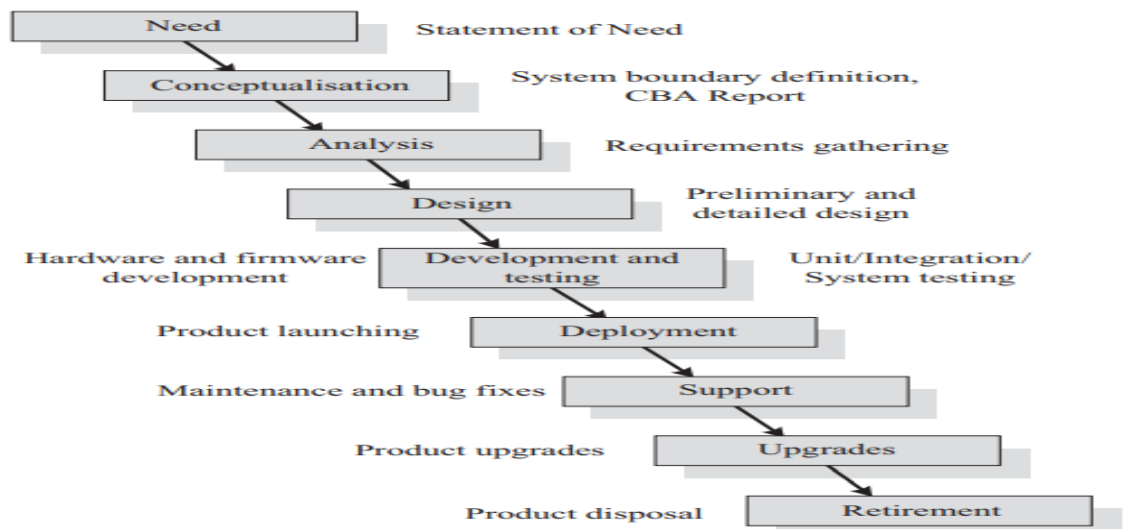 Need
Statement of Need
Conceptualisation
System boundary definition,
CBA Report
Analysis
Requirements gathering
Design
Preliminary and
detailed design
Hardware and firmware
development
Development and
testing
Unit/Integration/
System testing
Product launching
Deployment
Maintenance and bug fixes
Support
Product upgrades
Upgrades
Product disposal
Retirement